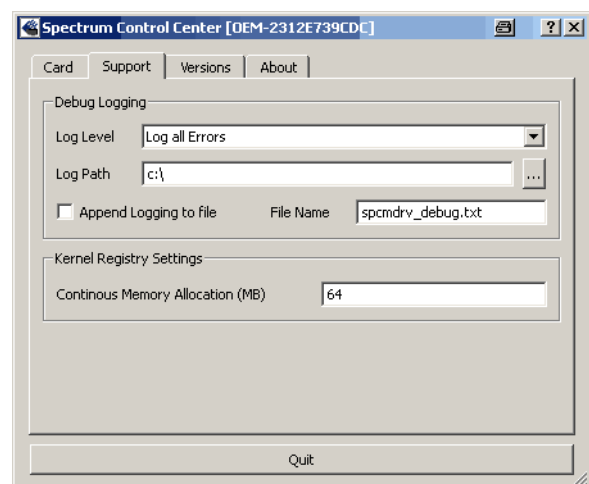 Spectrum Control Center [OEM-2312E739CDC]
Card Support Versions About
Debug Logging
Log Level Log all Errors
Log Path c:\ ...
Append Logging to file File Name spcmdrv_debug.txt
Kernel Registry Settings
Continous Memory Allocation (MB) 64
Quit